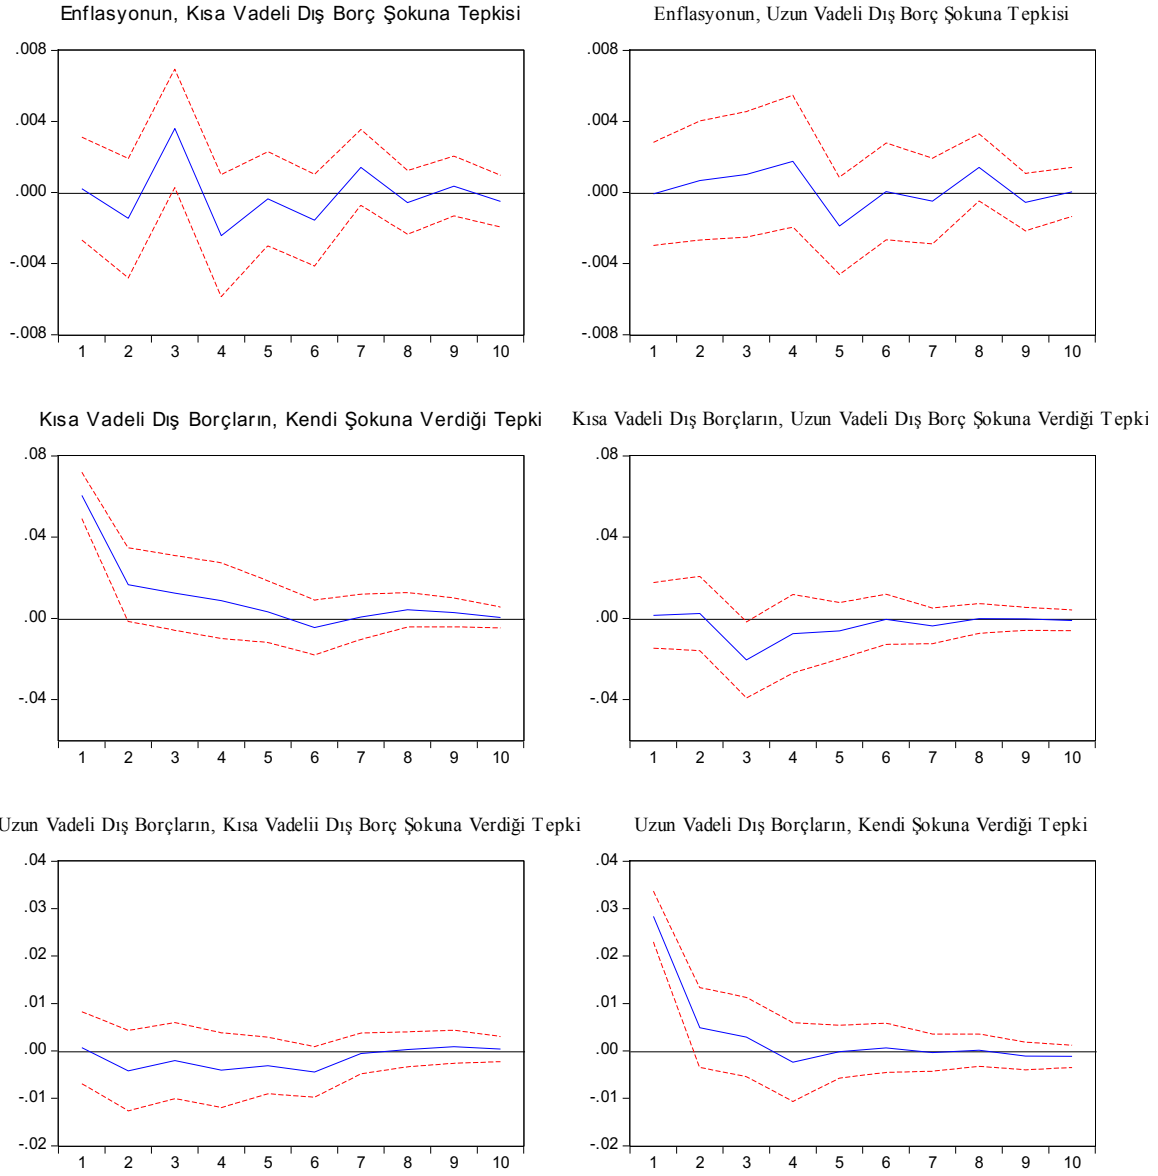 Enflasyonun, Kısa Vadeli Dış Borç Şokuna Tepkisi
.008
.004
.000
-.004
-.008
1 2 3 4 5 6 7 8 9 10
Enflasyonun, Uzun Vadeli Dış Borç Şokuna Tepkisi
.008
.004
.000
-.004
-.008
1 2 3 4 5 6 7 8 9 10
Kısa Vadeli Dış Borçların, Kendi Şokuna Verdiği Tepki
.08
.04
.00
-.04
1 2 3 4 5 6 7 8 9 10
Kısa Vadeli Dış Borçların, Uzun Vadeli Dış Borç Şokuna Verdiği Tepki
.08
.04
.00
-.04
1 2 3 4 5 6 7 8 9 10
Uzun Vadeli Dış Borçların, Kısa Vadelii Dış Borç Şokuna Verdiği Tepki
.04
.03
.02
.01
.00
-.01
-.02
1 2 3 4 5 6 7 8 9 10
Uzun Vadeli Dış Borçların, Kendi Şokuna Verdiği Tepki
.04
.03
.02
.01
.00
-.01
-.02
1 2 3 4 5 6 7 8 9 10